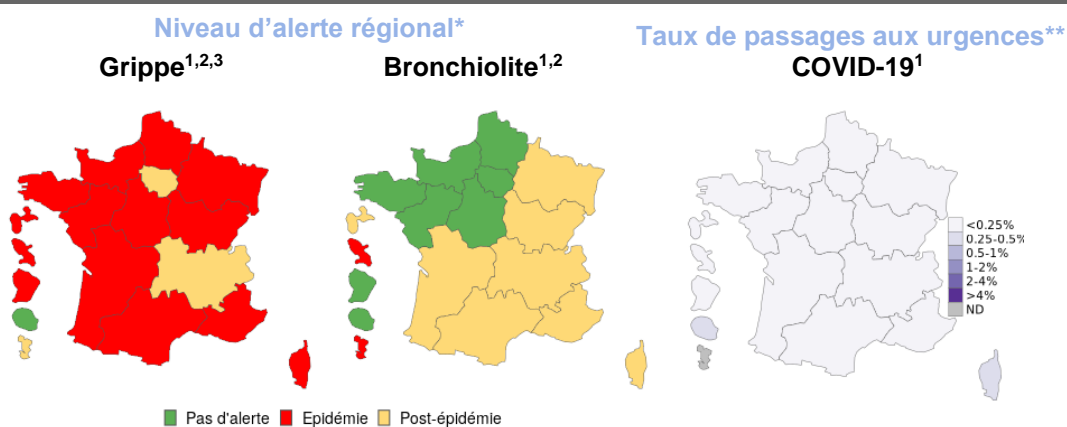 Niveau d’alerte régional*
Taux de passages aux urgences**
Grippe1,2,3
Bronchiolite1,2
COVID-191
<0.25%
0.25-0.5%
0.5-1%
1-2%
2-4%
>4%
ND
Pas d'alerte
Epidémie
Post-épidémie